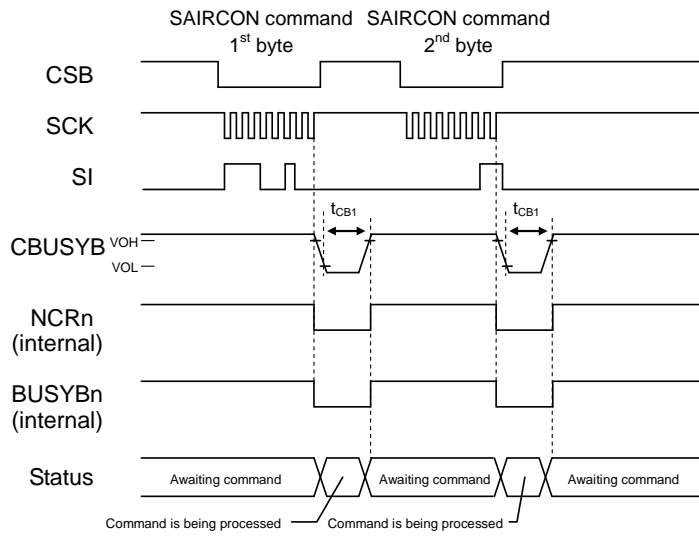 SAIRCON command SAIRCON command
1st byte 2nd byte
CSB
SCK
SI
tCB1 tCB1
CBUSYB VOH
VOL
NCRn
(internal)
BUSYBn
(internal)
Status Awaiting command Awaiting command Awaiting command
Command is being processed Command is being processed